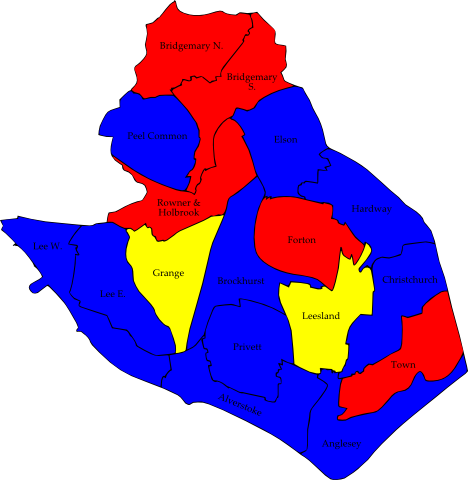 Bridgemary N.
Bridgemary
S.
Peel Common
Elson
Rowner &
Holbrook
Hardway
Lee W.
Forton
Grange
Brockhurst
Christchurch
Lee E.
Leesland
Privett
Town
Alverstoke
Anglesey